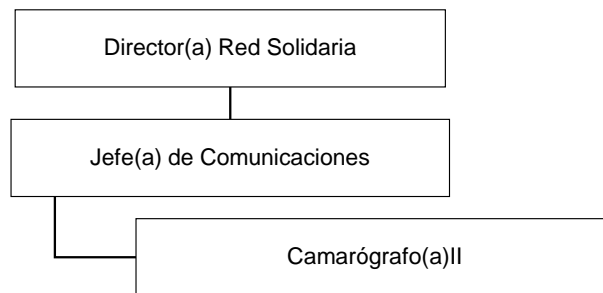 Director(a) Red Solidaria
Jefe(a) de Comunicaciones
Camarógrafo(a)II